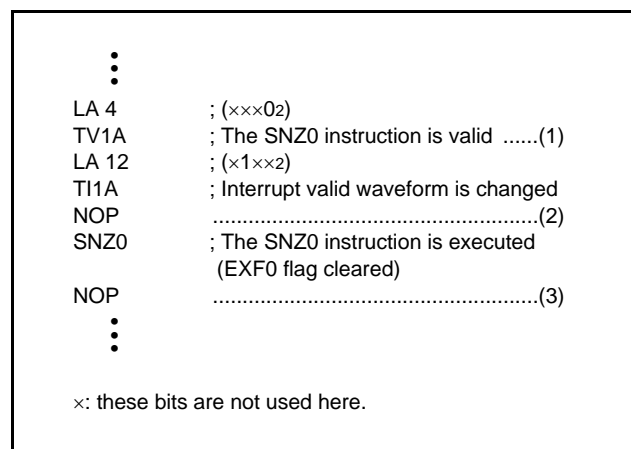 LA 4 ; (×××02)
TV1A ; The SNZ0 instruction is valid ......(1)
LA 12 ; (×1××2)
TI1A ; Interrupt valid waveform is changed
NOP .......................................................(2)
SNZ0 ; The SNZ0 instruction is executed
(EXF0 flag cleared)
NOP .......................................................(3)
×: these bits are not used here.